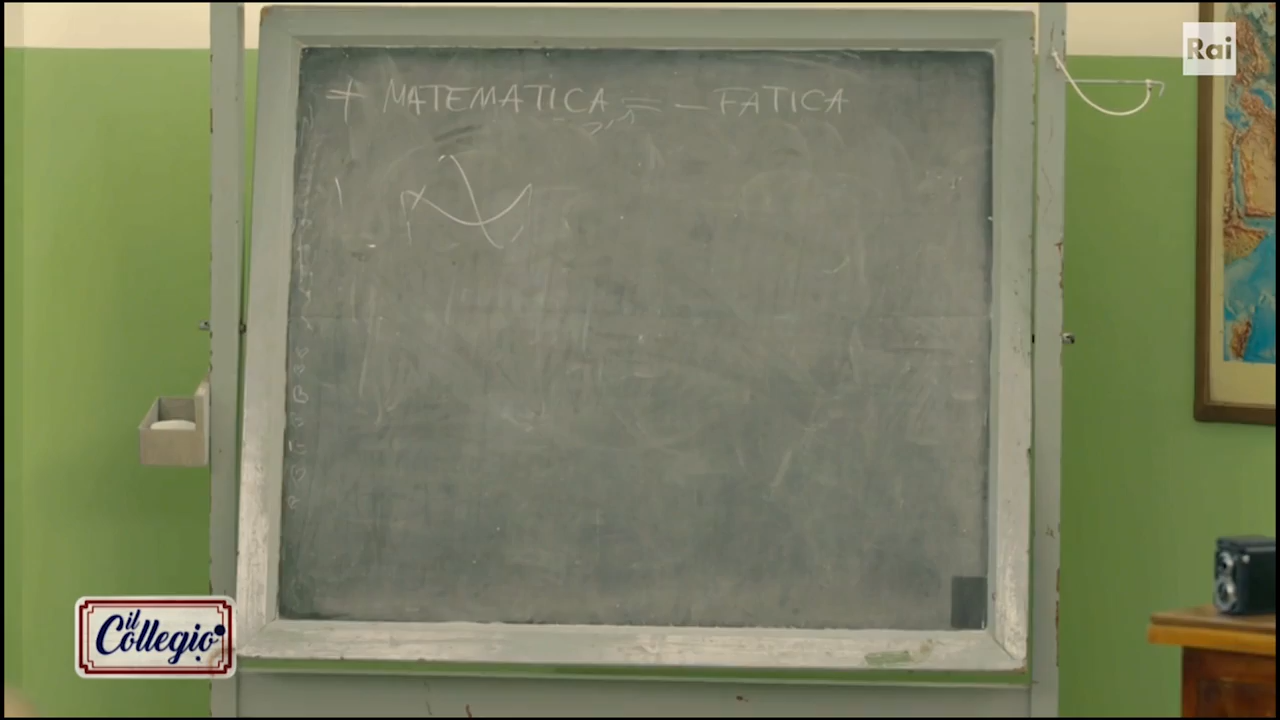 Rai
+ MATEMATICA = - FATICA
il
Collegio